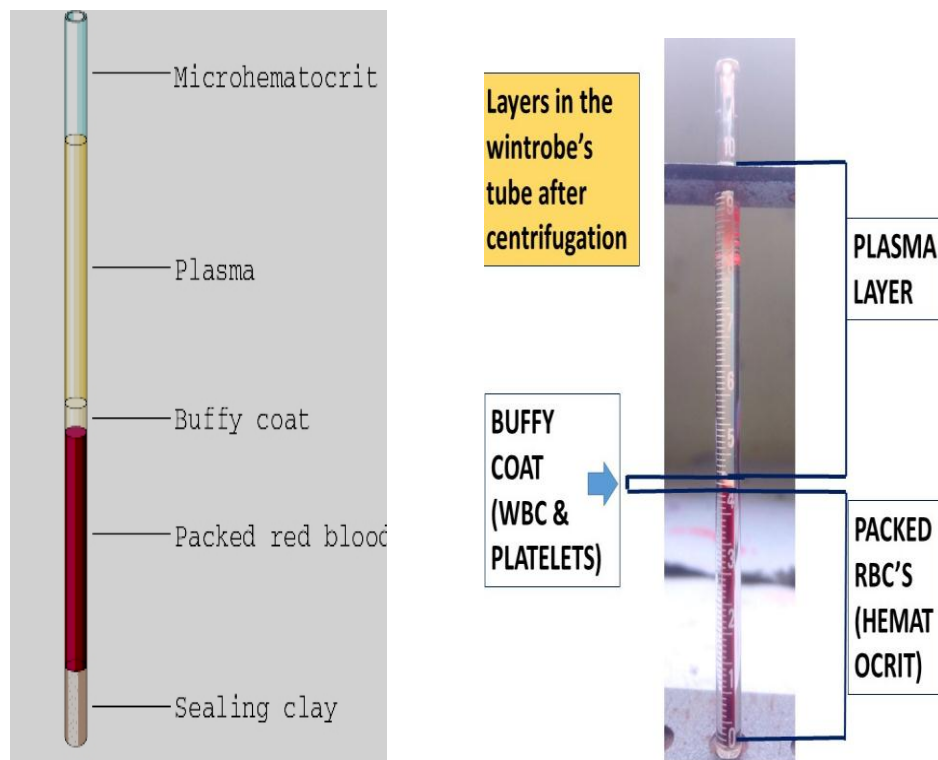 Microhematocrit
Plasma
Buffy coat
Packed red blood
Sealing clay
Layers in the
wintrobe's
tube after
centrifugation
BUFFY
COAT
(WBC &
PLATELETS)
10
9
7
6
5
4
3
2
1
0
PLASMA
LAYER
PACKED
RBC'S
(HEMAT
OCRIT)